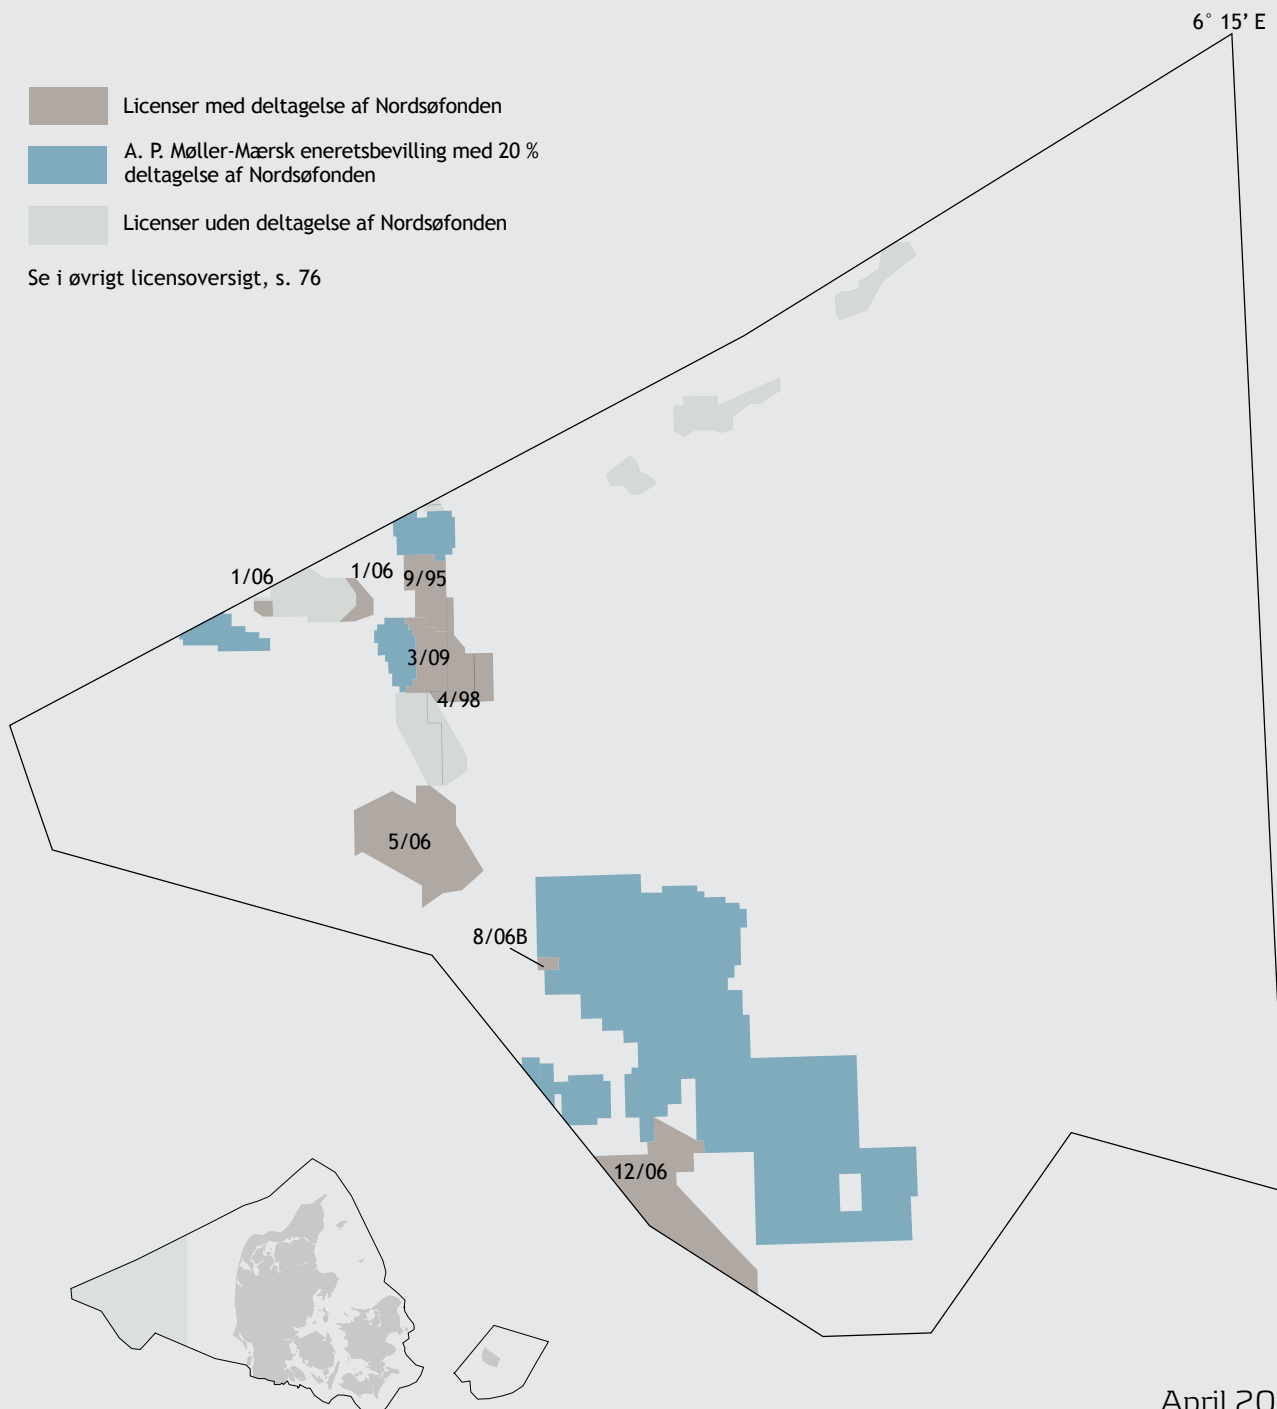 6° 15' E
Licenser med deltagelse af Nordsøfonden
A. P. Møller-Mærsk eneretsbevilling med 20 %
deltagelse af Nordsøfonden
Licenser uden deltagelse af Nordsøfonden
Se i øvrigt licensoversigt, s. 76
1/06
1/06
9/95
3/09
4/98
5/06
8/06B
12/06
April 20